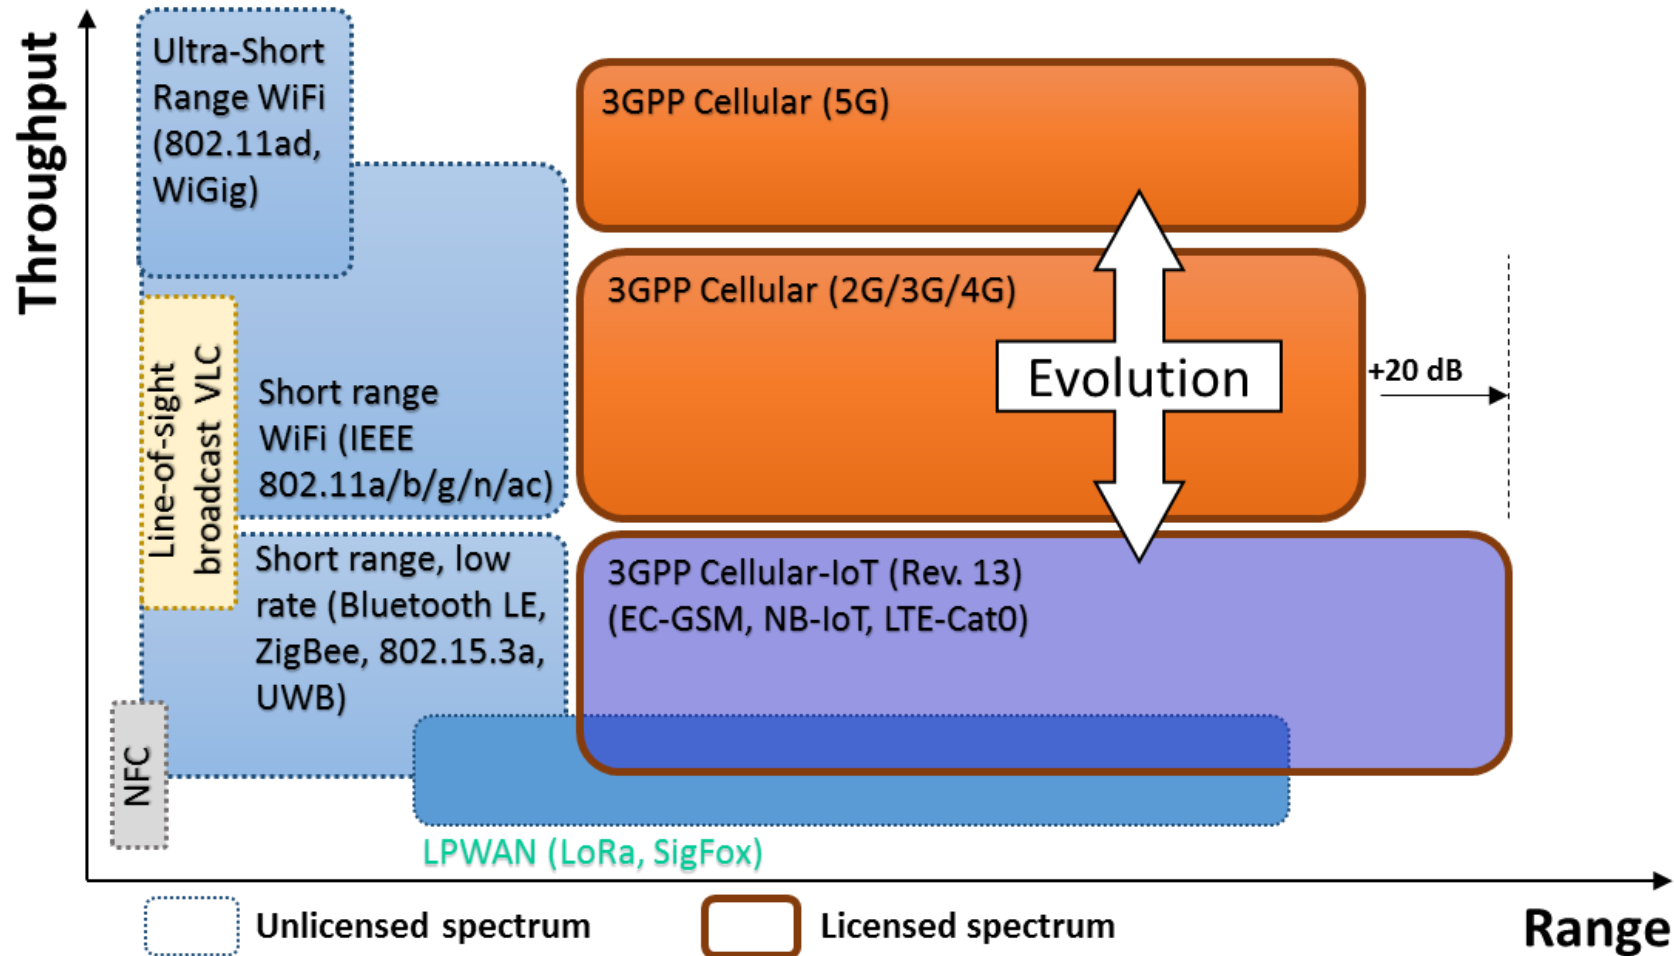 Throughput
Ultra-Short
Range WiFi
(802.11ad,
WiGig)
3GPP Cellular (5G)
3GPP Cellular (2G/3G/4G)
Evolution
+20 dB
Line-of-sight
broadcast VLC
Short range
WiFi (IEEE
802.11a/b/g/n/ac)
Short range, low
rate (Bluetooth LE,
ZigBee, 802.15.3a,
UWB)
3GPP Cellular-IoT (Rev. 13)
(EC-GSM, NB-IoT, LTE-Cat0)
NFC
LPWAN (LoRa, SigFox)
Unlicensed spectrum
Licensed spectrum
Range